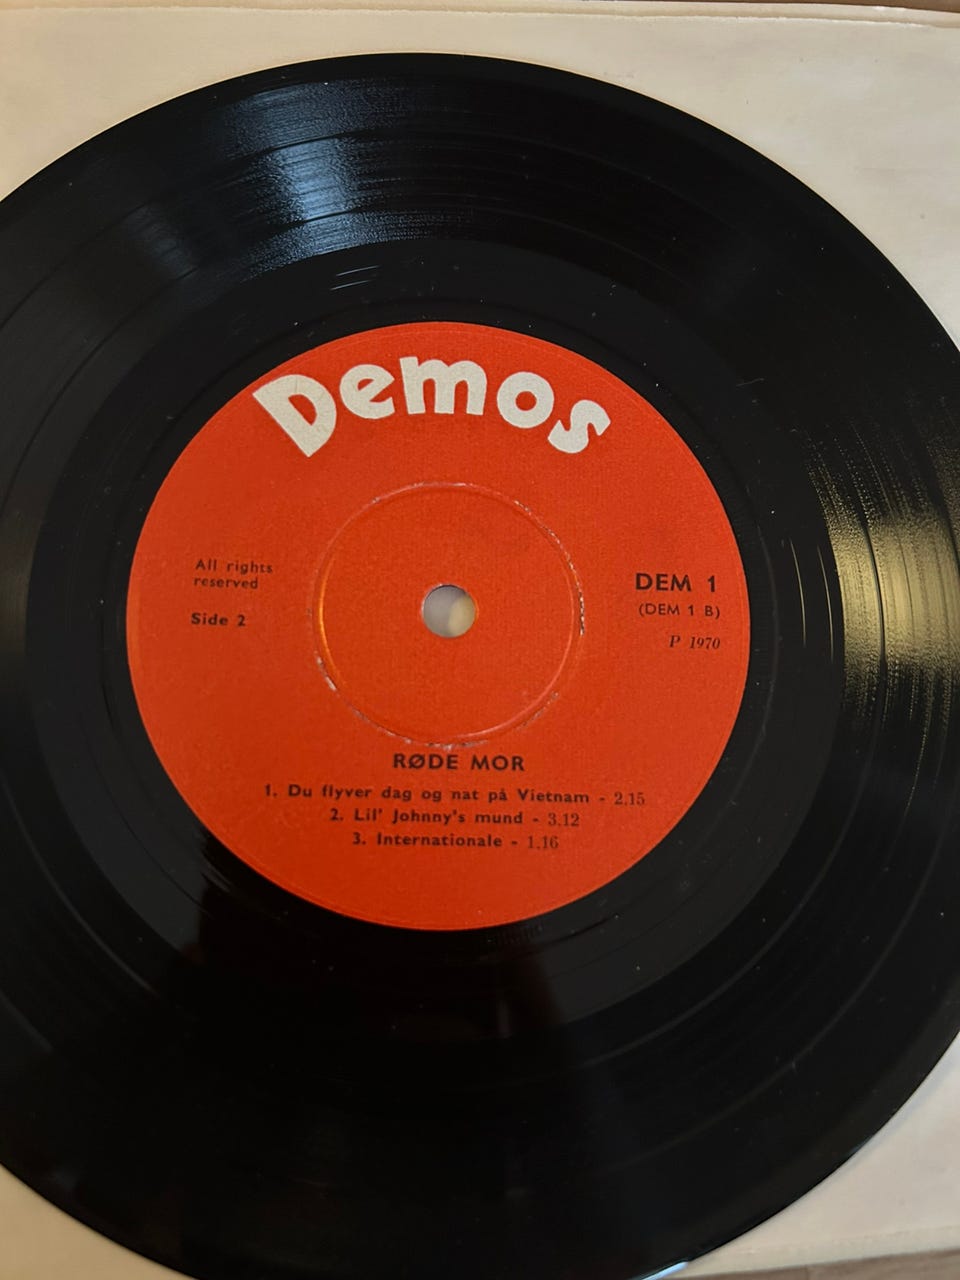 Demos
All rights
reserved
Side 2
DEM 1
(DEM 1 B)
P 1970
RØDE MOR
1. Du flyver dag og nat på Vietnam - 2,15
2. Lil' Johnny's mund - 3,12
3. Internationale - 1,16